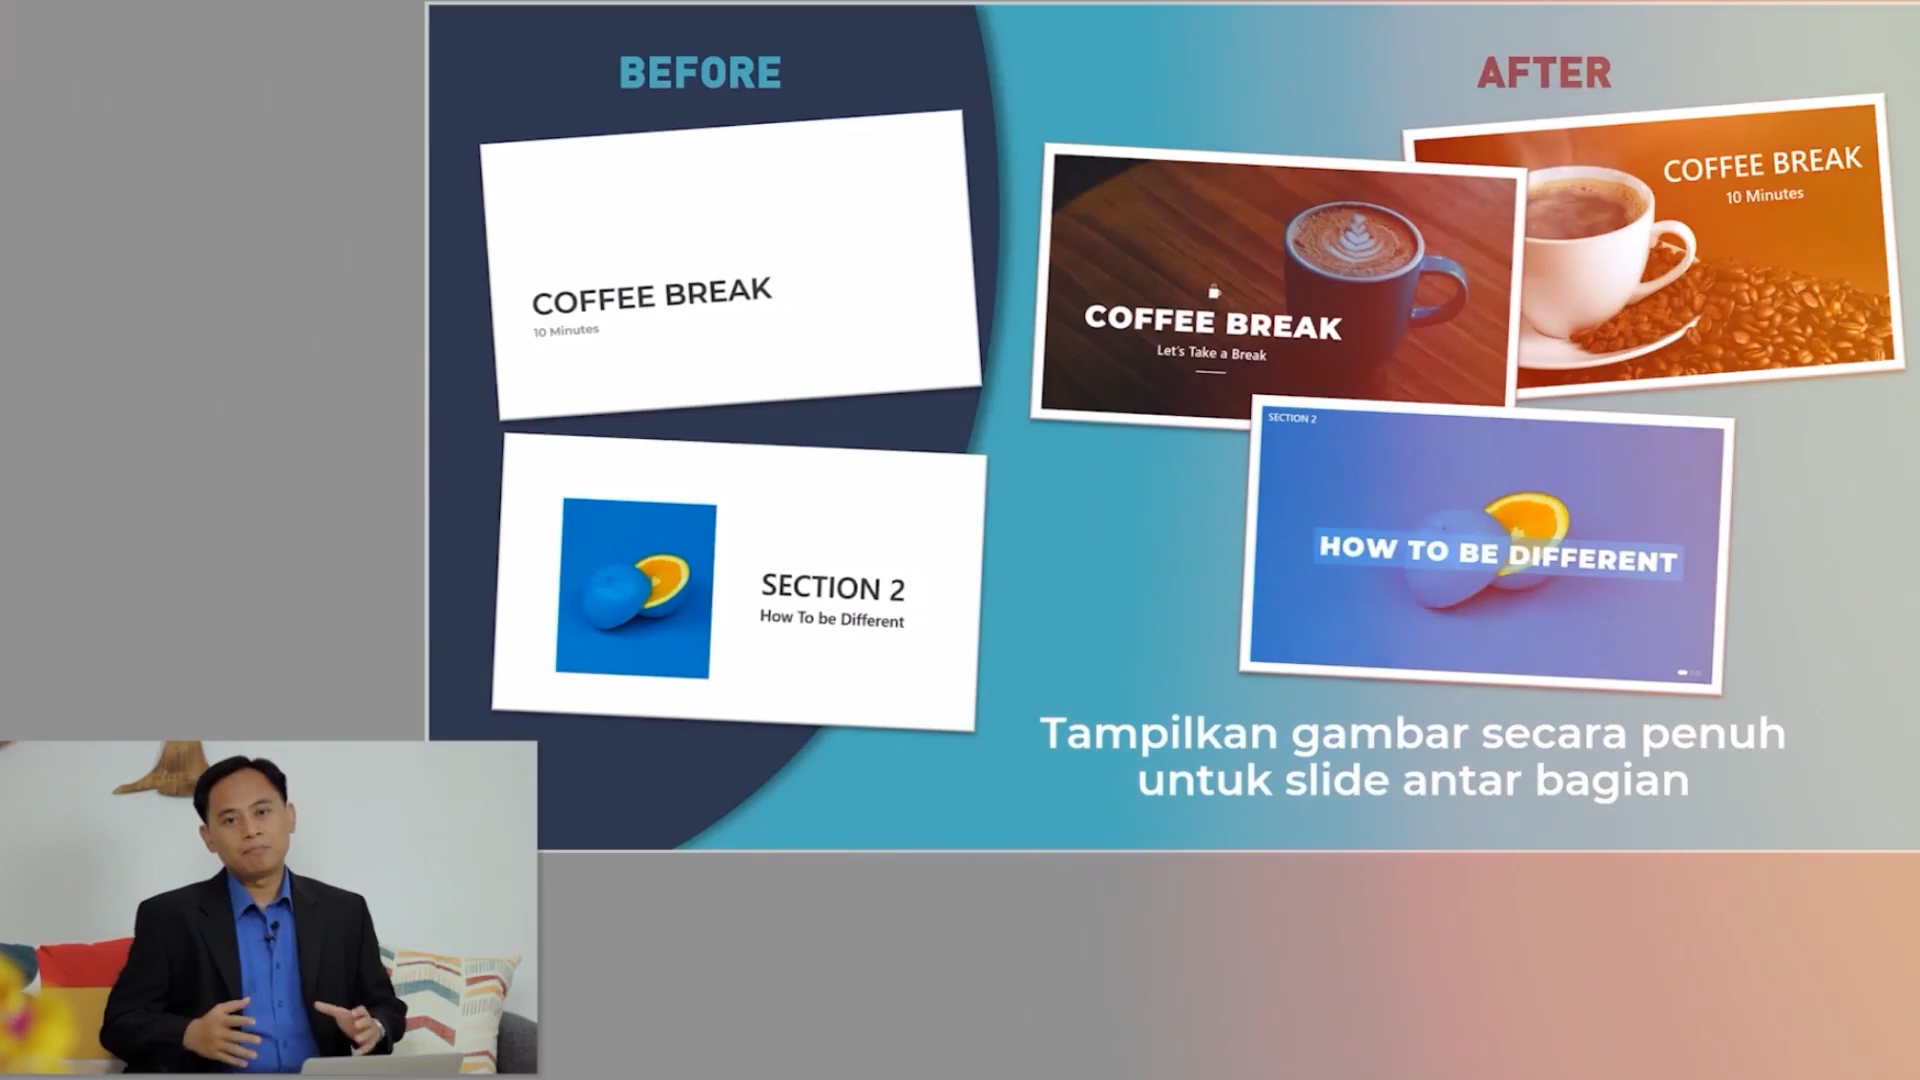 BEFORE
COFFEE BREAK
10 Minutes
SECTION 2
How To be Different
AFTER
COFFEE BREAK
Let's Take a Break
COFFEE BREAK
10 Minutes
SECTION 2
HOW TO BE DIFFERENT
Tampilkan gambar secara penuh
untuk slide antar bagian